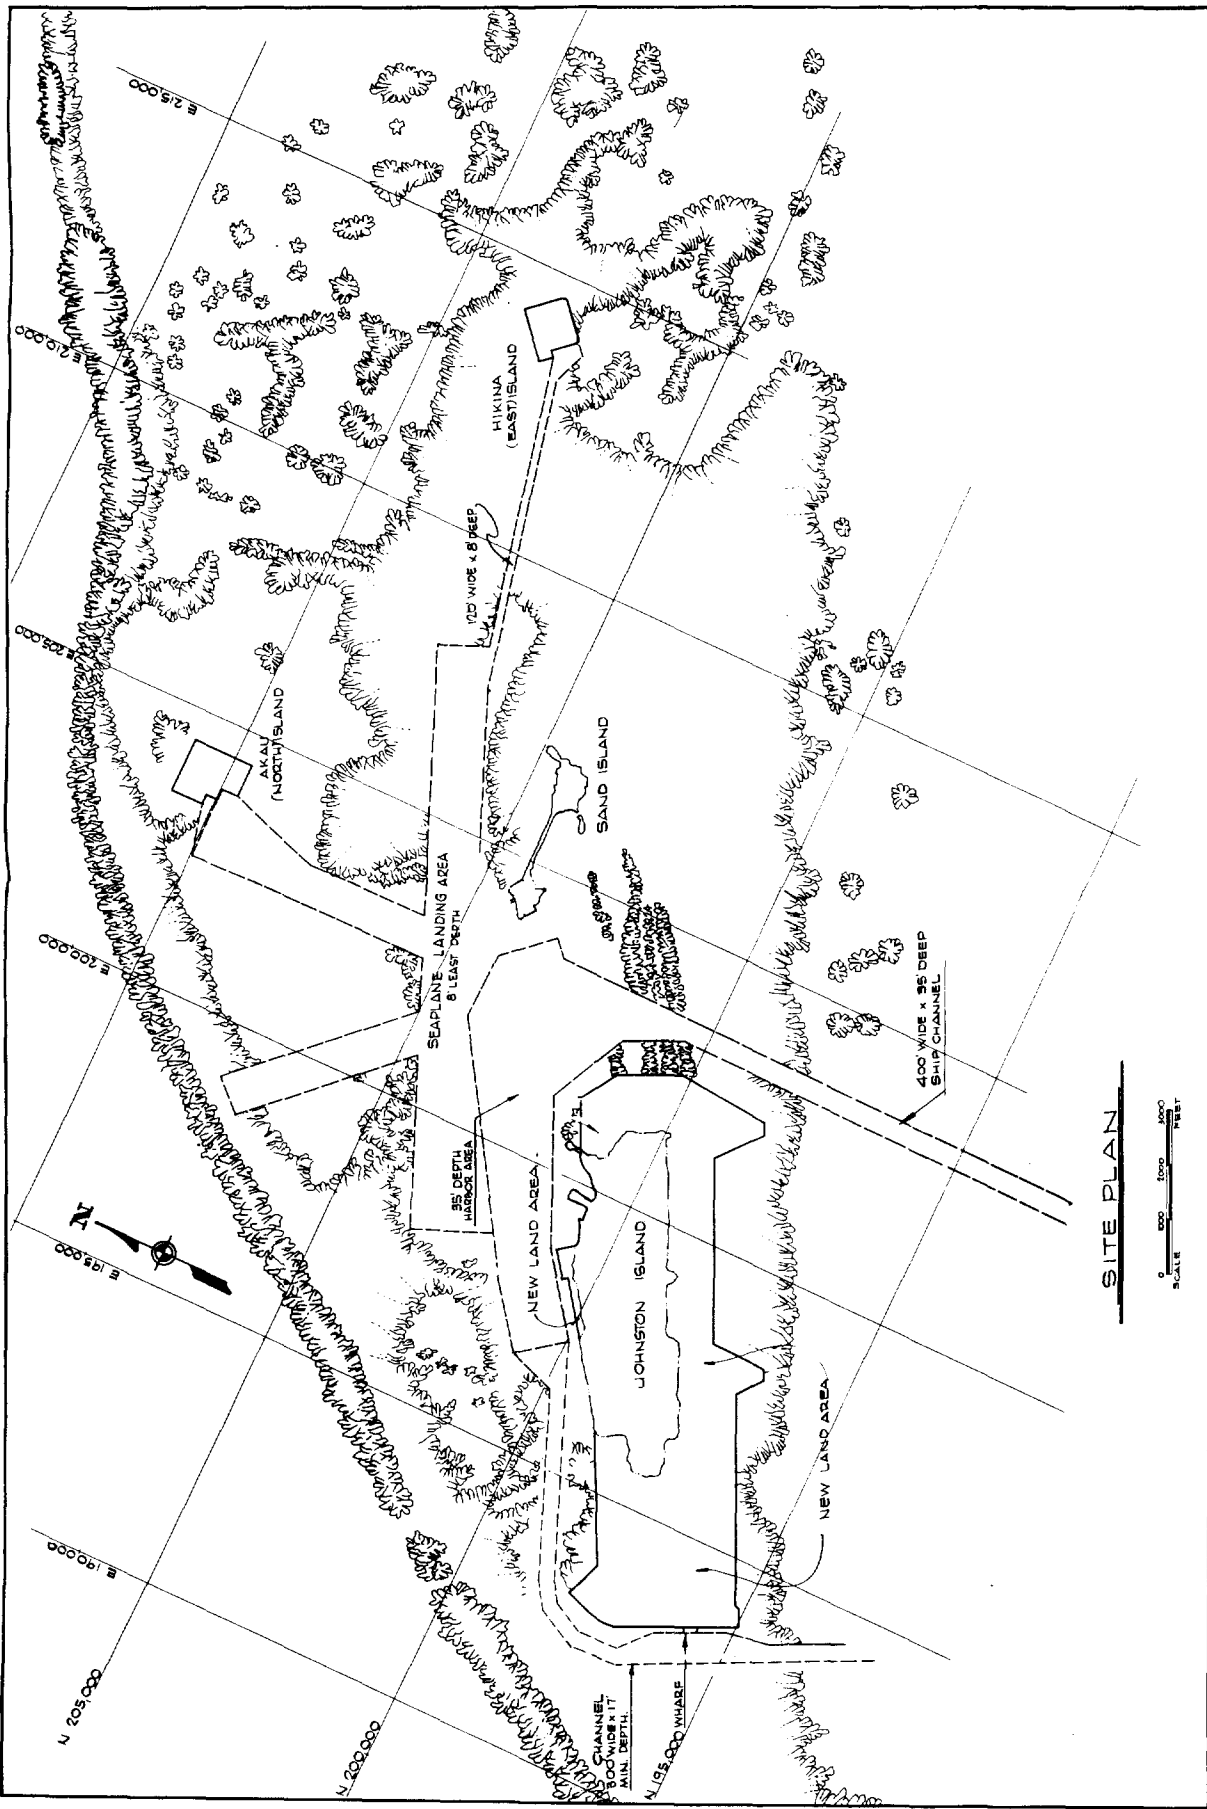 E 215,000
E 210,000
E 205,000
E 200,000
E 195,000
E 190,000
N 205,000
N 200,000
N 195,000
N
AKAU
(NORTH) ISLAND
HIKINA
(EAST) ISLAND
120' WIDE x 8' DEEP
SEAPLANE LANDING AREA
8' LEAST DEPTH
SAND ISLAND
35' DEPTH
HARBOR AREA
NEW LAND AREA
JOHNSTON ISLAND
NEW LAND AREA
400' WIDE x 35' DEEP
SHIP CHANNEL
CHANNEL
300' WIDE x 17'
MIN. DEPTH.
WHARF
SITE PLAN
0 1000 2000 3000
SCALE FEET